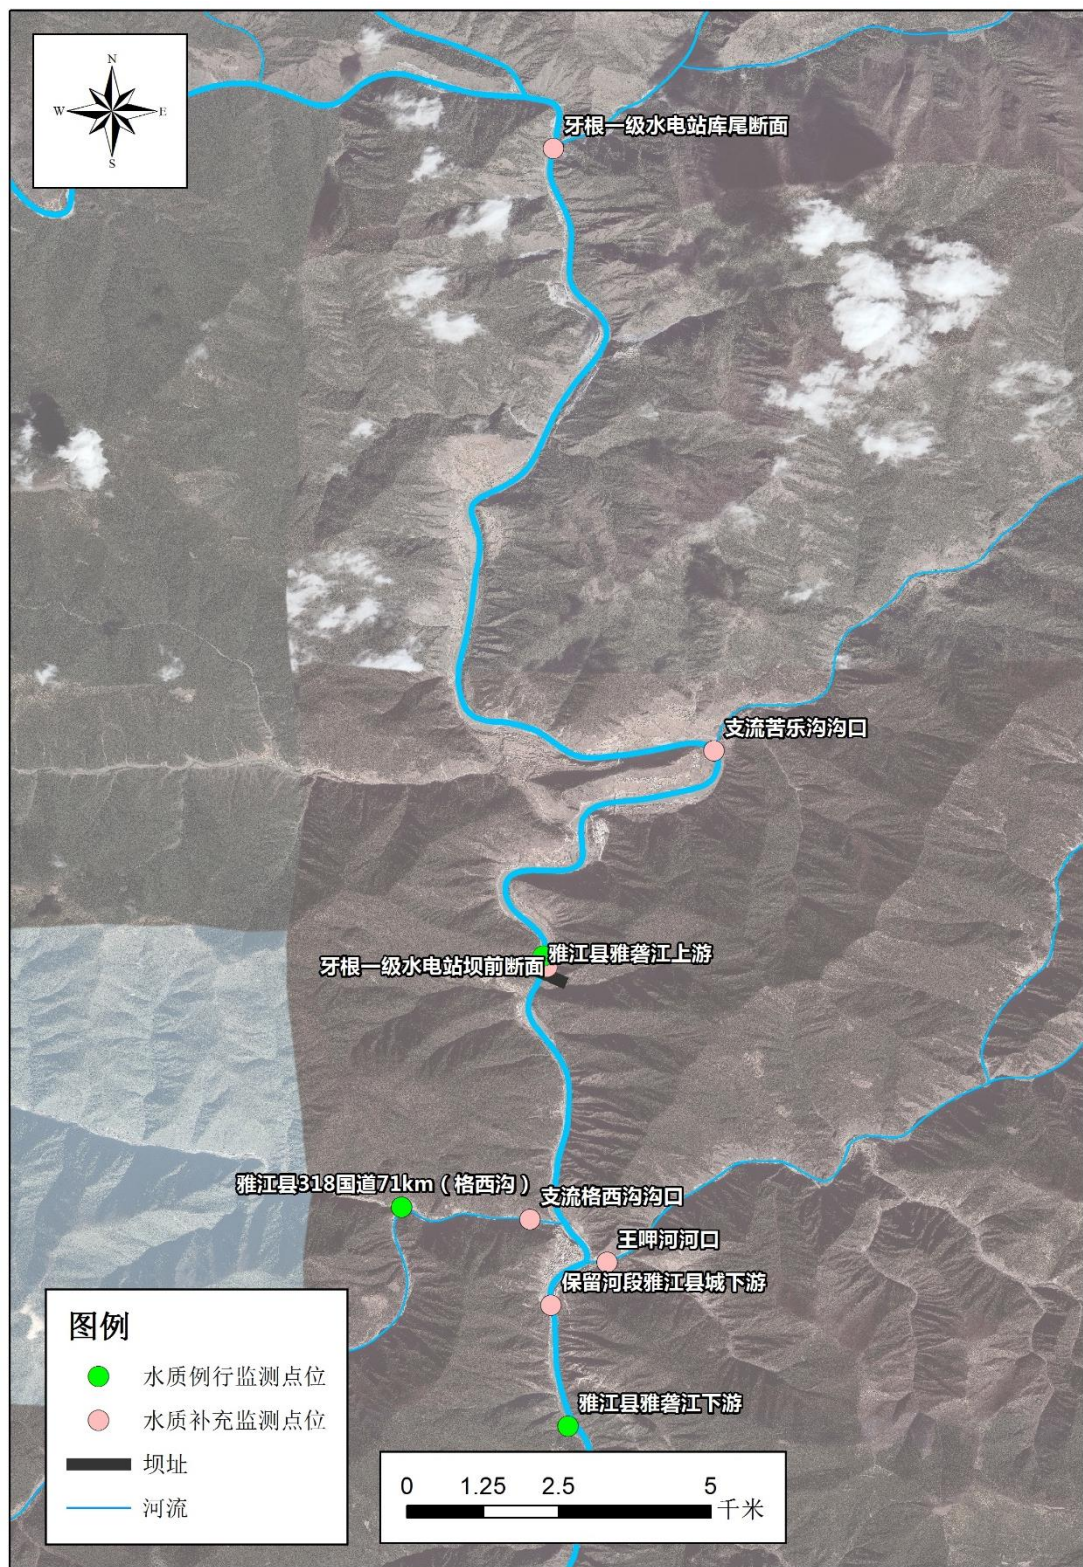 N
W E
S
牙根一级水电站库尾断面
支流苦乐沟沟口
雅江县雅砻江上游
牙根一级水电站坝前断面
雅江县318国道71km（格西沟）
支流格西沟沟口
王呷河河口
保留河段雅江县城下游
雅江县雅砻江下游
图例
水质例行监测点位
水质补充监测点位
坝址
河流
0 1.25 2.5 5
千米